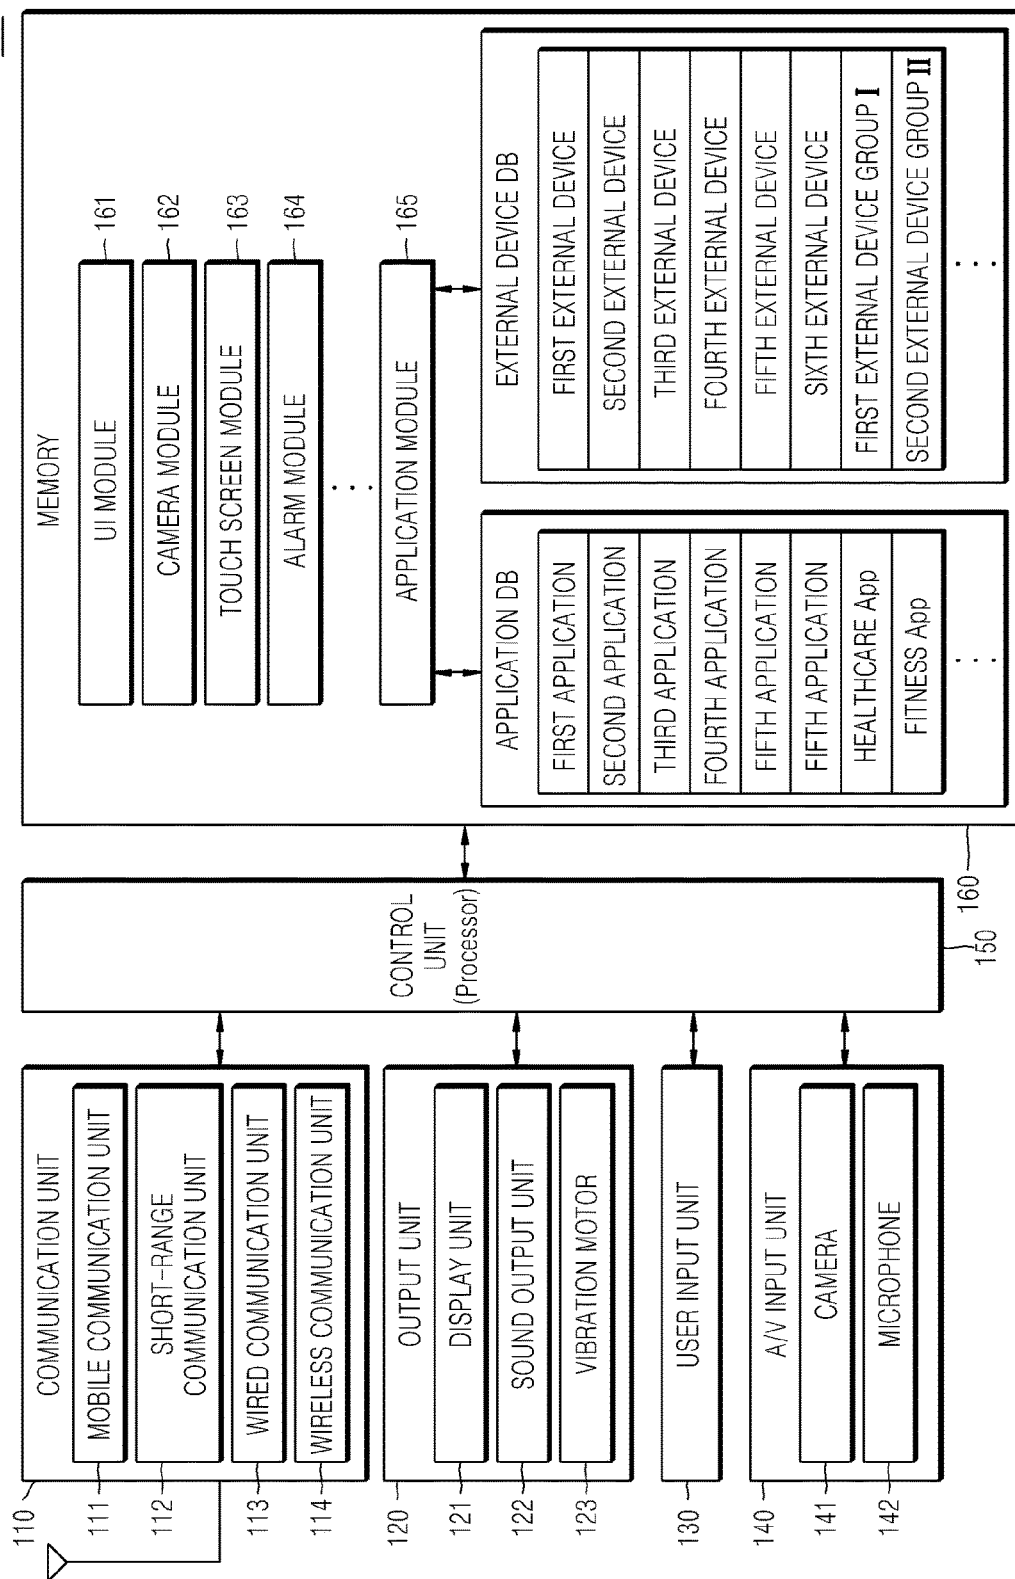 110
COMMUNICATION UNIT
111
MOBILE COMMUNICATION UNIT
112
SHORT-RANGE
COMMUNICATION UNIT
113
WIRED COMMUNICATION UNIT
114
WIRELESS COMMUNICATION UNIT
120
OUTPUT UNIT
121
DISPLAY UNIT
122
SOUND OUTPUT UNIT
123
VIBRATION MOTOR
130
USER INPUT UNIT
140
A/V INPUT UNIT
141
CAMERA
142
MICROPHONE
CONTROL
UNIT
(Processor)
150
MEMORY
UI MODULE
161
CAMERA MODULE
162
TOUCH SCREEN MODULE
163
ALARM MODULE
164
. . .
APPLICATION MODULE
165
APPLICATION DB
FIRST APPLICATION
SECOND APPLICATION
THIRD APPLICATION
FOURTH APPLICATION
FIFTH APPLICATION
FIFTH APPLICATION
HEALTHCARE App
FITNESS App
. . .
EXTERNAL DEVICE DB
FIRST EXTERNAL DEVICE
SECOND EXTERNAL DEVICE
THIRD EXTERNAL DEVICE
FOURTH EXTERNAL DEVICE
FIFTH EXTERNAL DEVICE
SIXTH EXTERNAL DEVICE
FIRST EXTERNAL DEVICE GROUP I
SECOND EXTERNAL DEVICE GROUP II
. . .
160